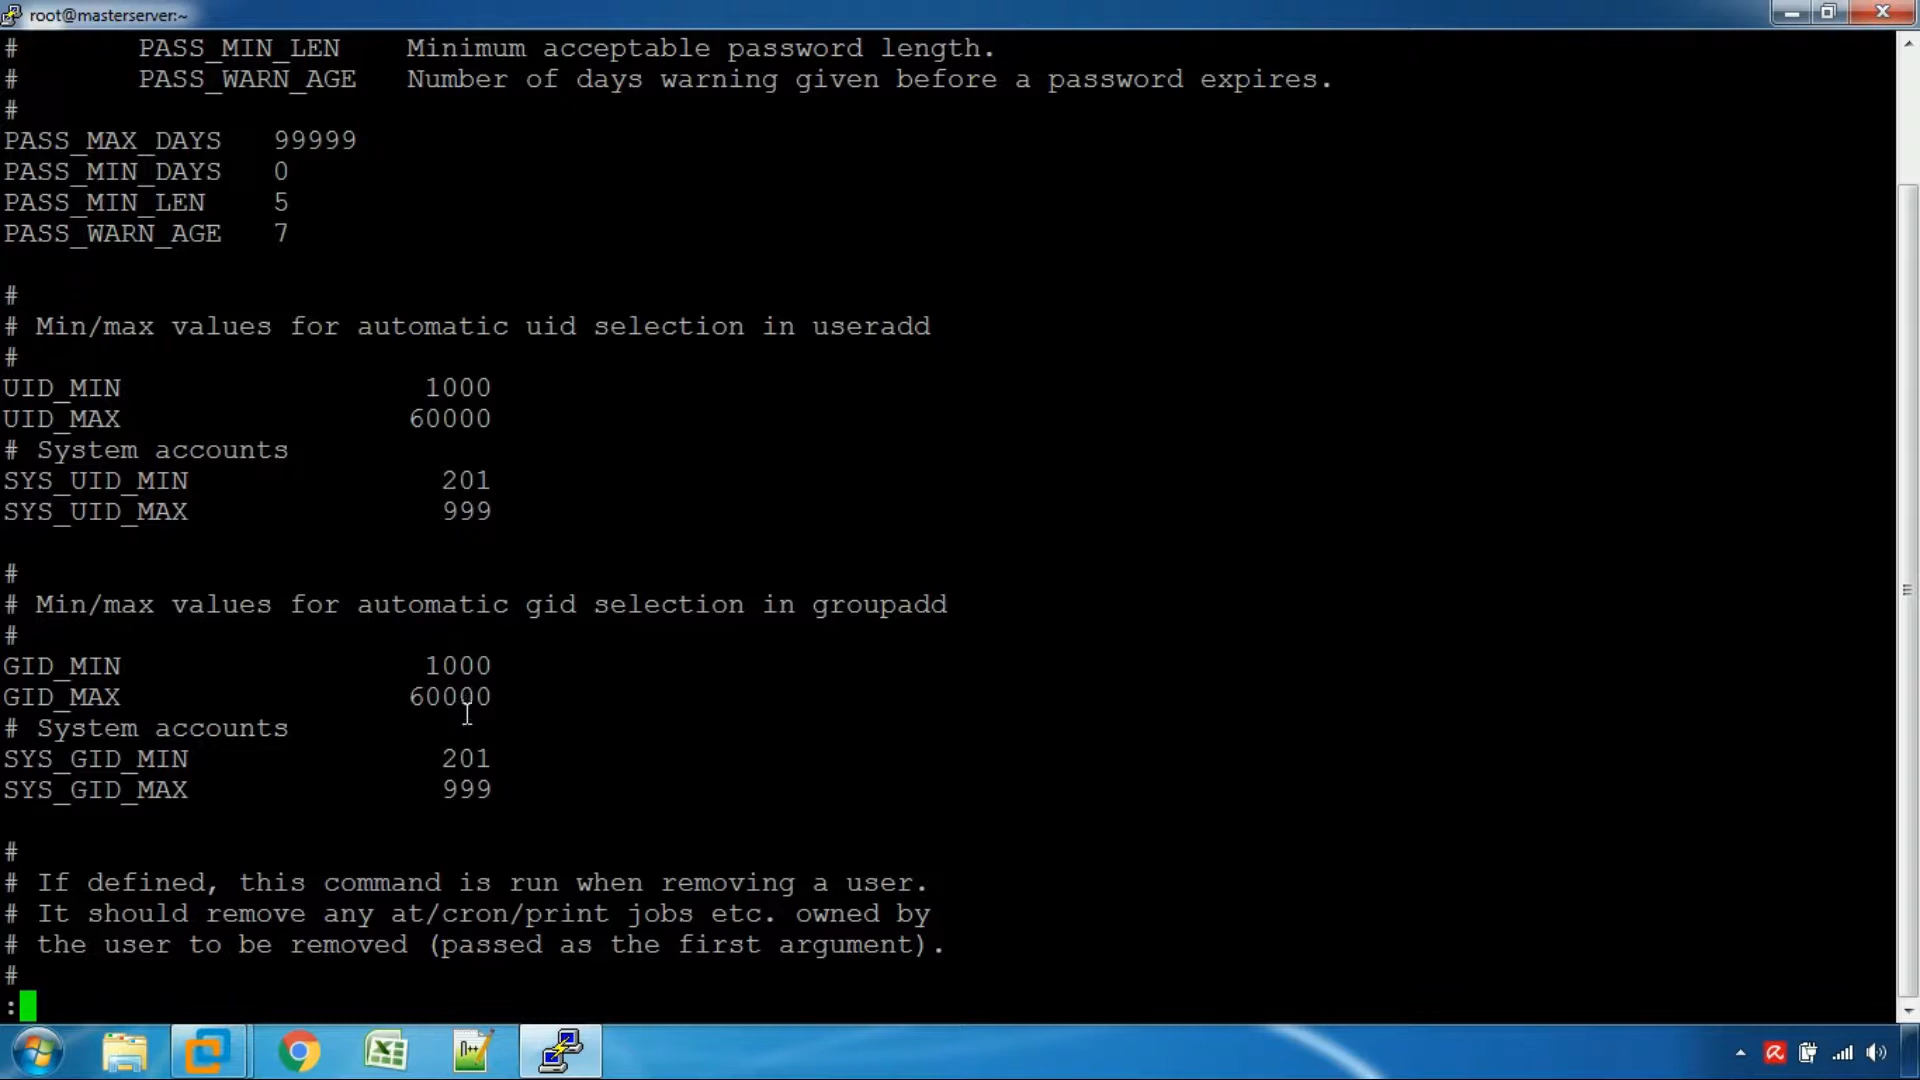 root@masterserver:~
#        PASS_MIN_LEN    Minimum acceptable password length.
#        PASS_WARN_AGE   Number of days warning given before a password expires.
#
PASS_MAX_DAYS   99999
PASS_MIN_DAYS   0
PASS_MIN_LEN    5
PASS_WARN_AGE   7
#
# Min/max values for automatic uid selection in useradd
#
UID_MIN                  1000
UID_MAX                 60000
# System accounts
SYS_UID_MIN               201
SYS_UID_MAX               999
#
# Min/max values for automatic gid selection in groupadd
#
GID_MIN                  1000
GID_MAX                 60000
# System accounts
SYS_GID_MIN               201
SYS_GID_MAX               999
#
# If defined, this command is run when removing a user.
# It should remove any at/cron/print jobs etc. owned by
# the user to be removed (passed as the first argument).
#
: